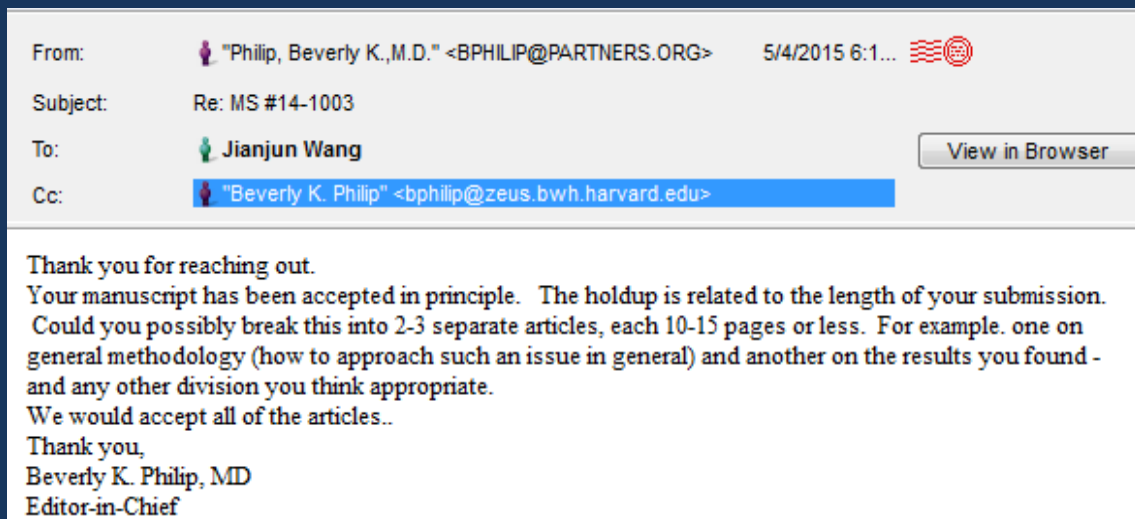 From: "Philip, Beverly K.,M.D." <BPHILIP@PARTNERS.ORG> 5/4/2015 6:1...
Subject: Re: MS #14-1003
To: Jianjun Wang View in Browser
Cc: "Beverly K. Philip" <bphilip@zeus.bwh.harvard.edu>
Thank you for reaching out.
Your manuscript has been accepted in principle. The holdup is related to the length of your submission.
Could you possibly break this into 2-3 separate articles, each 10-15 pages or less. For example. one on
general methodology (how to approach such an issue in general) and another on the results you found -
and any other division you think appropriate.
We would accept all of the articles..
Thank you,
Beverly K. Philip, MD
Editor-in-Chief